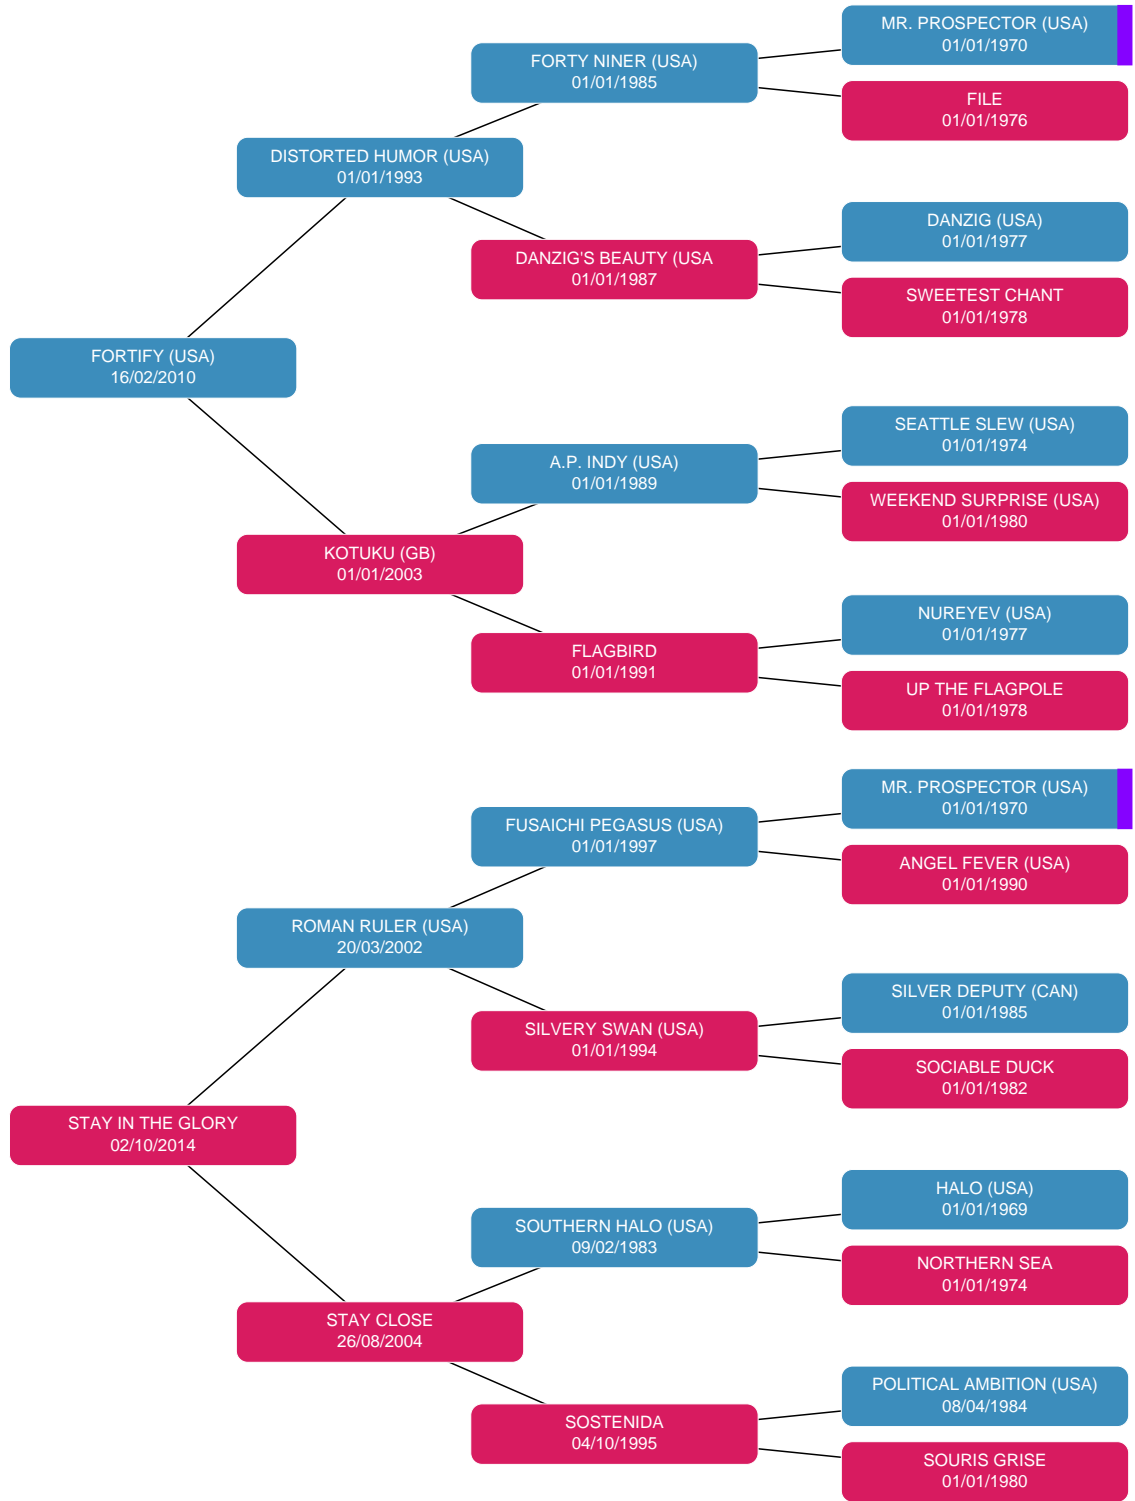 MR. PROSPECTOR (USA)
01/01/1970
FORTY NINER (USA)
01/01/1985
FILE
01/01/1976
DISTORTED HUMOR (USA)
01/01/1993
DANZIG (USA)
01/01/1977
DANZIG'S BEAUTY (USA
01/01/1987
SWEETEST CHANT
01/01/1978
FORTIFY (USA)
16/02/2010
SEATTLE SLEW (USA)
01/01/1974
A.P. INDY (USA)
01/01/1989
WEEKEND SURPRISE (USA)
01/01/1980
KOTUKU (GB)
01/01/2003
NUREYEV (USA)
01/01/1977
FLAGBIRD
01/01/1991
UP THE FLAGPOLE
01/01/1978
MR. PROSPECTOR (USA)
01/01/1970
FUSAICHI PEGASUS (USA)
01/01/1997
ANGEL FEVER (USA)
01/01/1990
ROMAN RULER (USA)
20/03/2002
SILVER DEPUTY (CAN)
01/01/1985
SILVERY SWAN (USA)
01/01/1994
SOCIABLE DUCK
01/01/1982
STAY IN THE GLORY
02/10/2014
HALO (USA)
01/01/1969
SOUTHERN HALO (USA)
09/02/1983
NORTHERN SEA
01/01/1974
STAY CLOSE
26/08/2004
POLITICAL AMBITION (USA)
08/04/1984
SOSTENIDA
04/10/1995
SOURIS GRISE
01/01/1980